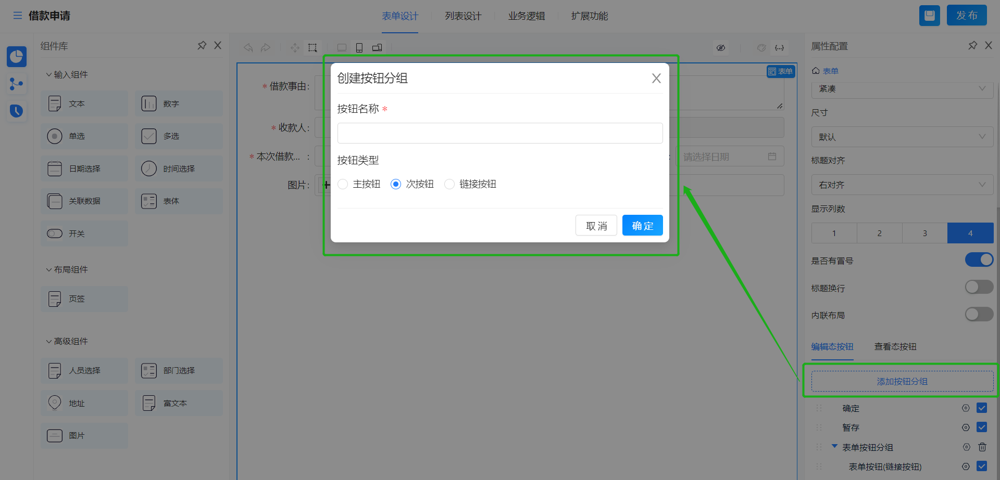 借款申请
表单设计
列表设计
业务逻辑
扩展功能
发 布
组件库
输入组件
文本
数字
单选
多选
日期选择
时间选择
关联数据
表体
开关
布局组件
页签
高级组件
人员选择
部门选择
地址
富文本
图片
表单
* 借款事由:
* 收款人:
* 本次借款... :
: 请选择日期
图片:
创建按钮分组
按钮名称 *
按钮类型
主按钮
次按钮
链接按钮
取 消
确 定
属性配置
表单
紧凑
尺寸
默认
标题对齐
右对齐
显示列数
1
2
3
4
是否有冒号
标题换行
内联布局
编辑态按钮
查看态按钮
添加按钮分组
确定
暂存
表单按钮分组
表单按钮(链接按钮)